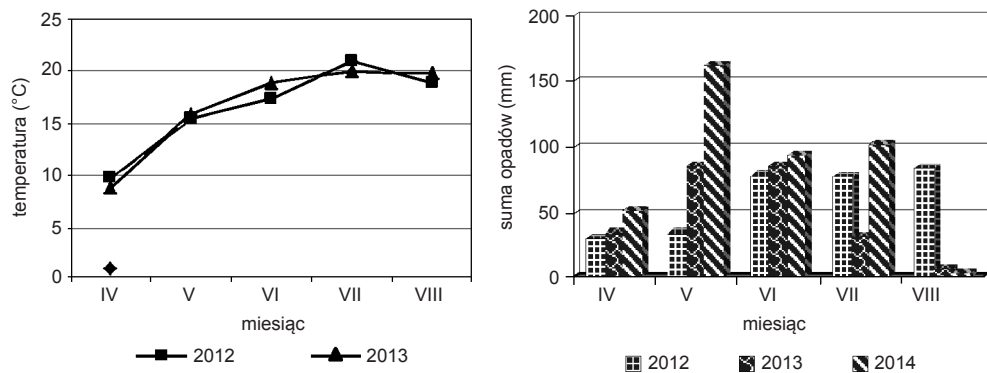 temperatura (°C)
25
20
15
10
5
0
IV V VI VII VIII
miesiąc
2012 2013
suma opadów (mm)
200
150
100
50
0
IV V VI VII VIII
miesiąc
2012 2013 2014